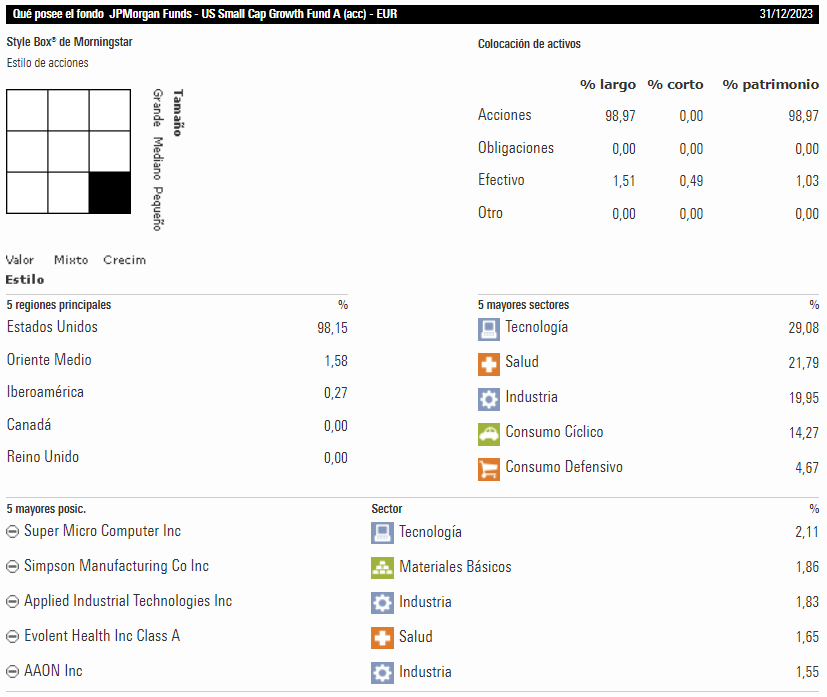 Qué posee el fondo JPMorgan Funds - US Small Cap Growth Fund A (acc) - EUR 31/12/2023
Style Box® de Morningstar
Estilo de acciones
Tamaño
Grande Mediano Pequeño
Valor Mixto Crecim
Estilo
Colocación de activos
% largo % corto % patrimonio
Acciones 98,97 0,00 98,97
Obligaciones 0,00 0,00 0,00
Efectivo 1,51 0,49 1,03
Otro 0,00 0,00 0,00
5 regiones principales %
Estados Unidos 98,15
Oriente Medio 1,58
Iberoamérica 0,27
Canadá 0,00
Reino Unido 0,00
5 mayores sectores %
Tecnología 29,08
Salud 21,79
Industria 19,95
Consumo Cíclico 14,27
Consumo Defensivo 4,67
5 mayores posic. Sector %
Super Micro Computer Inc Tecnología 2,11
Simpson Manufacturing Co Inc Materiales Básicos 1,86
Applied Industrial Technologies Inc Industria 1,83
Evolent Health Inc Class A Salud 1,65
AAON Inc Industria 1,55